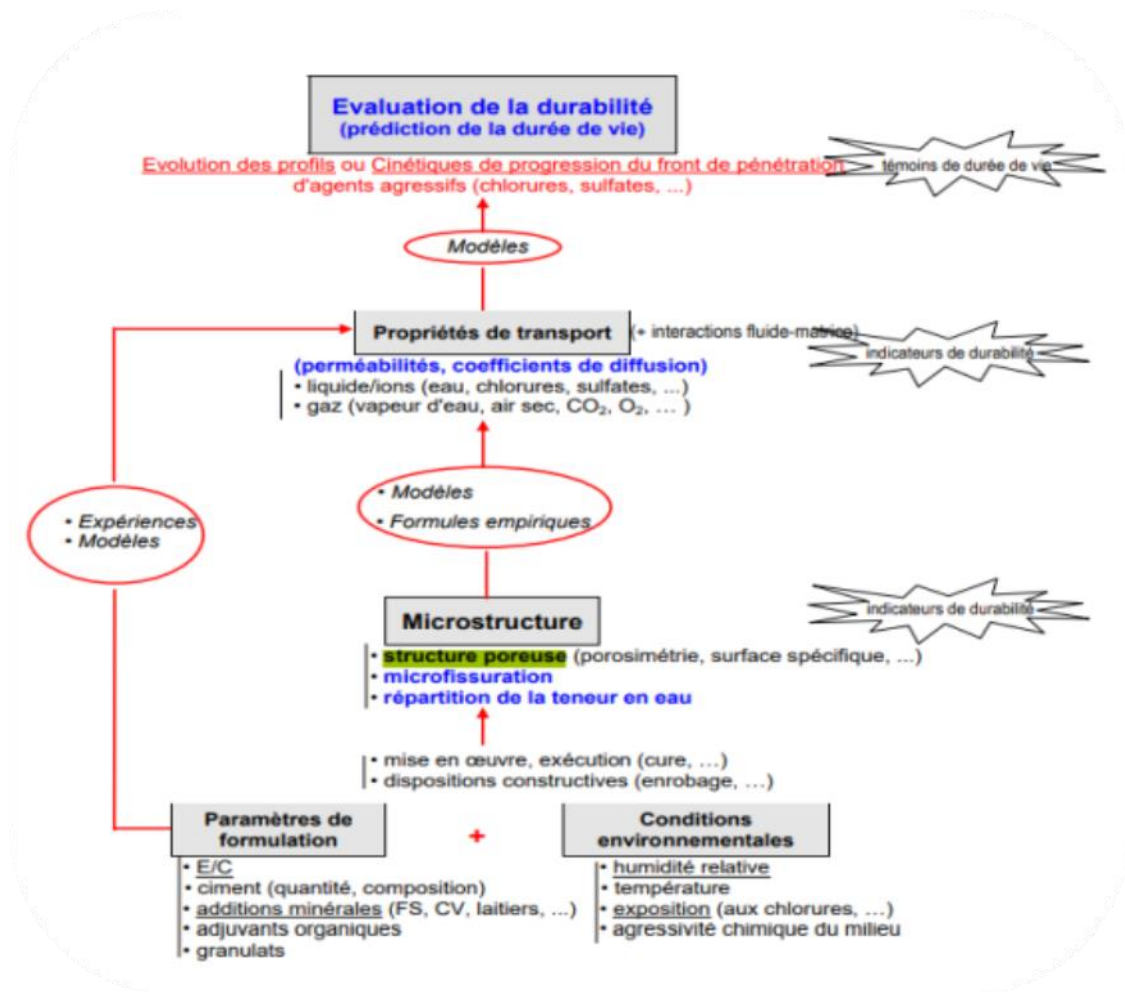 Evaluation de la durabilité
(prédiction de la durée de vie)
Evolution des profils ou Cinétiques de progression du front de pénétration
d'agents agressifs (chlorures, sulfates, ...)
témoins de durée de vie
Modèles
Propriétés de transport
(+ interactions fluide-matrice)
indicateurs de durabilité
(perméabilités, coefficients de diffusion)
• liquide/ions (eau, chlorures, sulfates, ...)
• gaz (vapeur d'eau, air sec, CO₂, O₂, … )
• Modèles
• Formules empiriques
• Expériences
• Modèles
indicateurs de durabilité
Microstructure
• structure poreuse (porosimétrie, surface spécifique, ...)
• microfissuration
• répartition de la teneur en eau
• mise en œuvre, exécution (cure, …)
• dispositions constructives (enrobage, …)
Paramètres de
formulation
+
Conditions
environnementales
• E/C
• ciment (quantité, composition)
• additions minérales (FS, CV, laitiers, ...)
• adjuvants organiques
• granulats
• humidité relative
• température
• exposition (aux chlorures, …)
• agressivité chimique du milieu